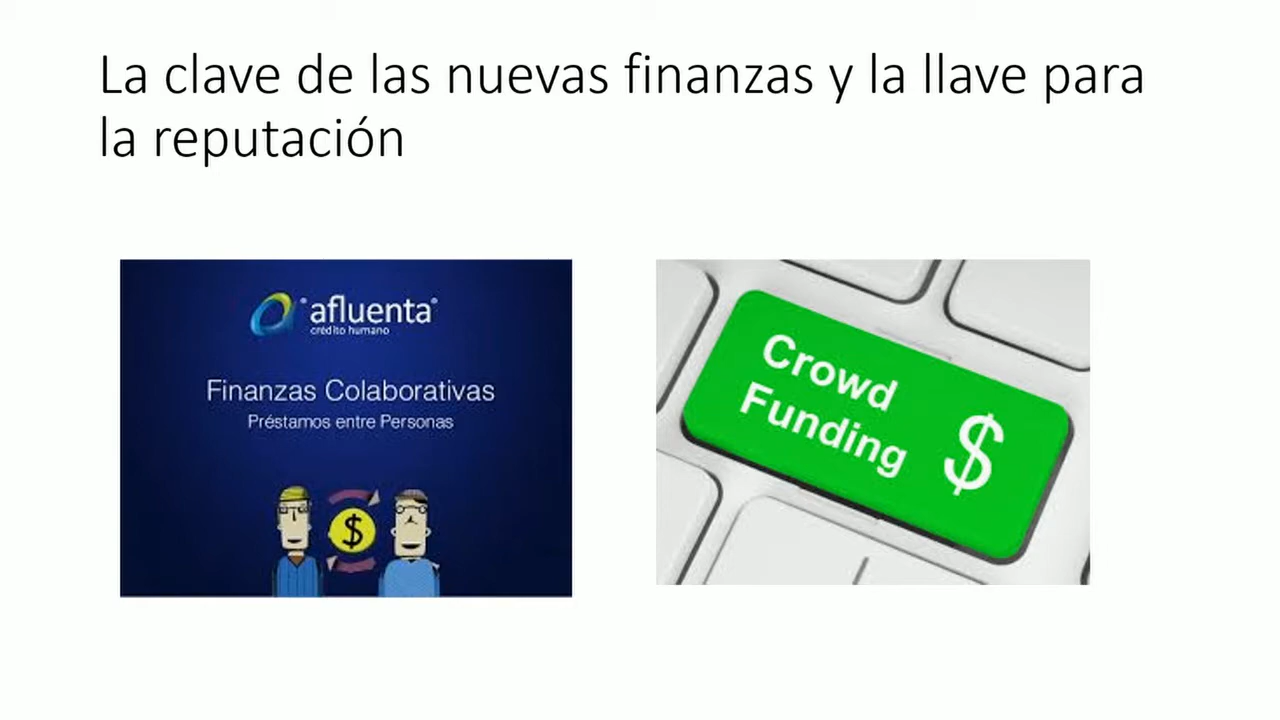 La clave de las nuevas finanzas y la llave para
la reputación
afluenta
crédito humano
Finanzas Colaborativas
Préstamos entre Personas
$
Crowd
Funding
$